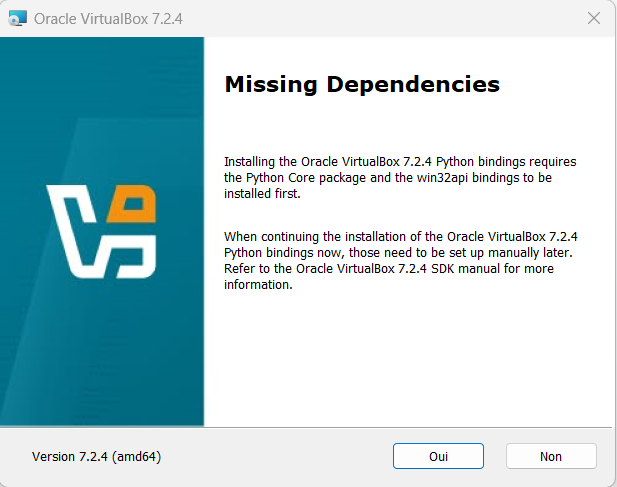 Oracle VirtualBox 7.2.4
Missing Dependencies
Installing the Oracle VirtualBox 7.2.4 Python bindings requires
the Python Core package and the win32api bindings to be
installed first.
When continuing the installation of the Oracle VirtualBox 7.2.4
Python bindings now, those need to be set up manually later.
Refer to the Oracle VirtualBox 7.2.4 SDK manual for more
information.
Version 7.2.4 (amd64)
Oui
Non